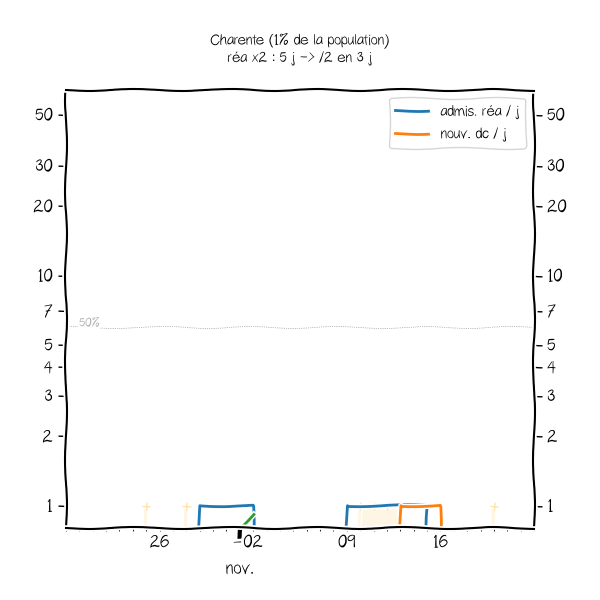 Charente (1% de la population)
réa x2 : 5 j -> /2 en 3 j
admis. réa / j
nouv. dc / j
50 50
30 30
20 20
10 10
7 7
50%
5 5
4 4
3 3
2 2
1 1
26 02 09 16
nov.